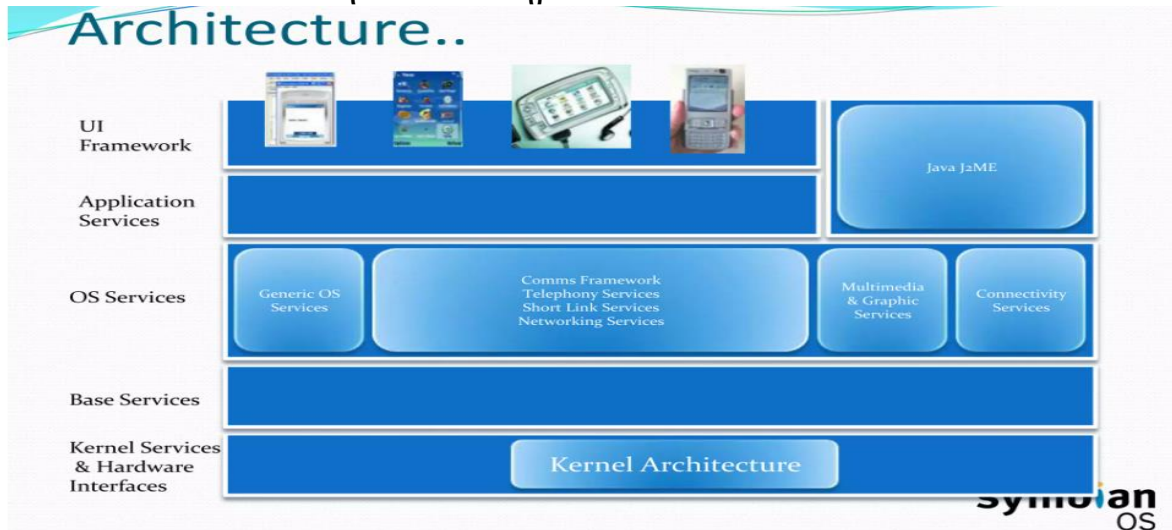 Architecture..
UI
Framework
Java J2ME
Application
Services
OS Services
Generic OS
Services
Comms Framework
Telephony Services
Short Link Services
Networking Services
Multimedia
& Graphic
Services
Connectivity
Services
Base Services
Kernel Services
& Hardware
Interfaces
Kernel Architecture
symbian
OS